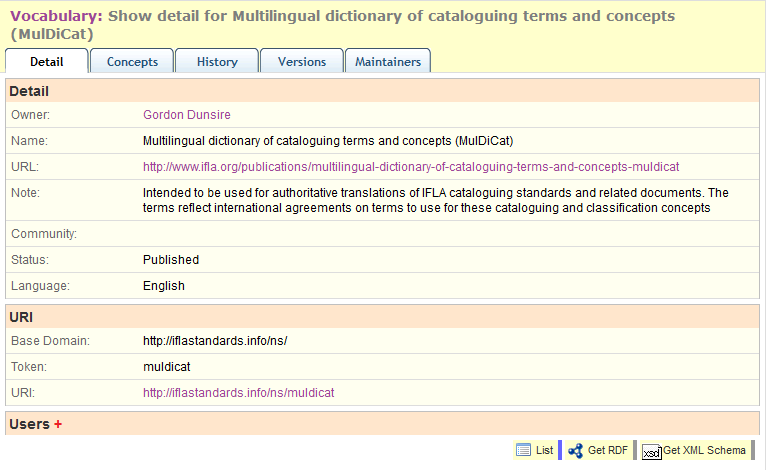 Vocabulary: Show detail for Multilingual dictionary of cataloguing terms and concepts
(MulDiCat)
Detail Concepts History Versions Maintainers
Detail
Owner: Gordon Dunsire
Name: Multilingual dictionary of cataloguing terms and concepts (MulDiCat)
URL: http://www.ifla.org/publications/multilingual-dictionary-of-cataloguing-terms-and-concepts-muldicat
Note: Intended to be used for authoritative translations of IFLA cataloguing standards and related documents. The
terms reflect international agreements on terms to use for these cataloguing and classification concepts
Community:
Status: Published
Language: English
URI
Base Domain: http://iflastandards.info/ns/
Token: muldicat
URI: http://iflastandards.info/ns/muldicat
Users +
List Get RDF xsd Get XML Schema